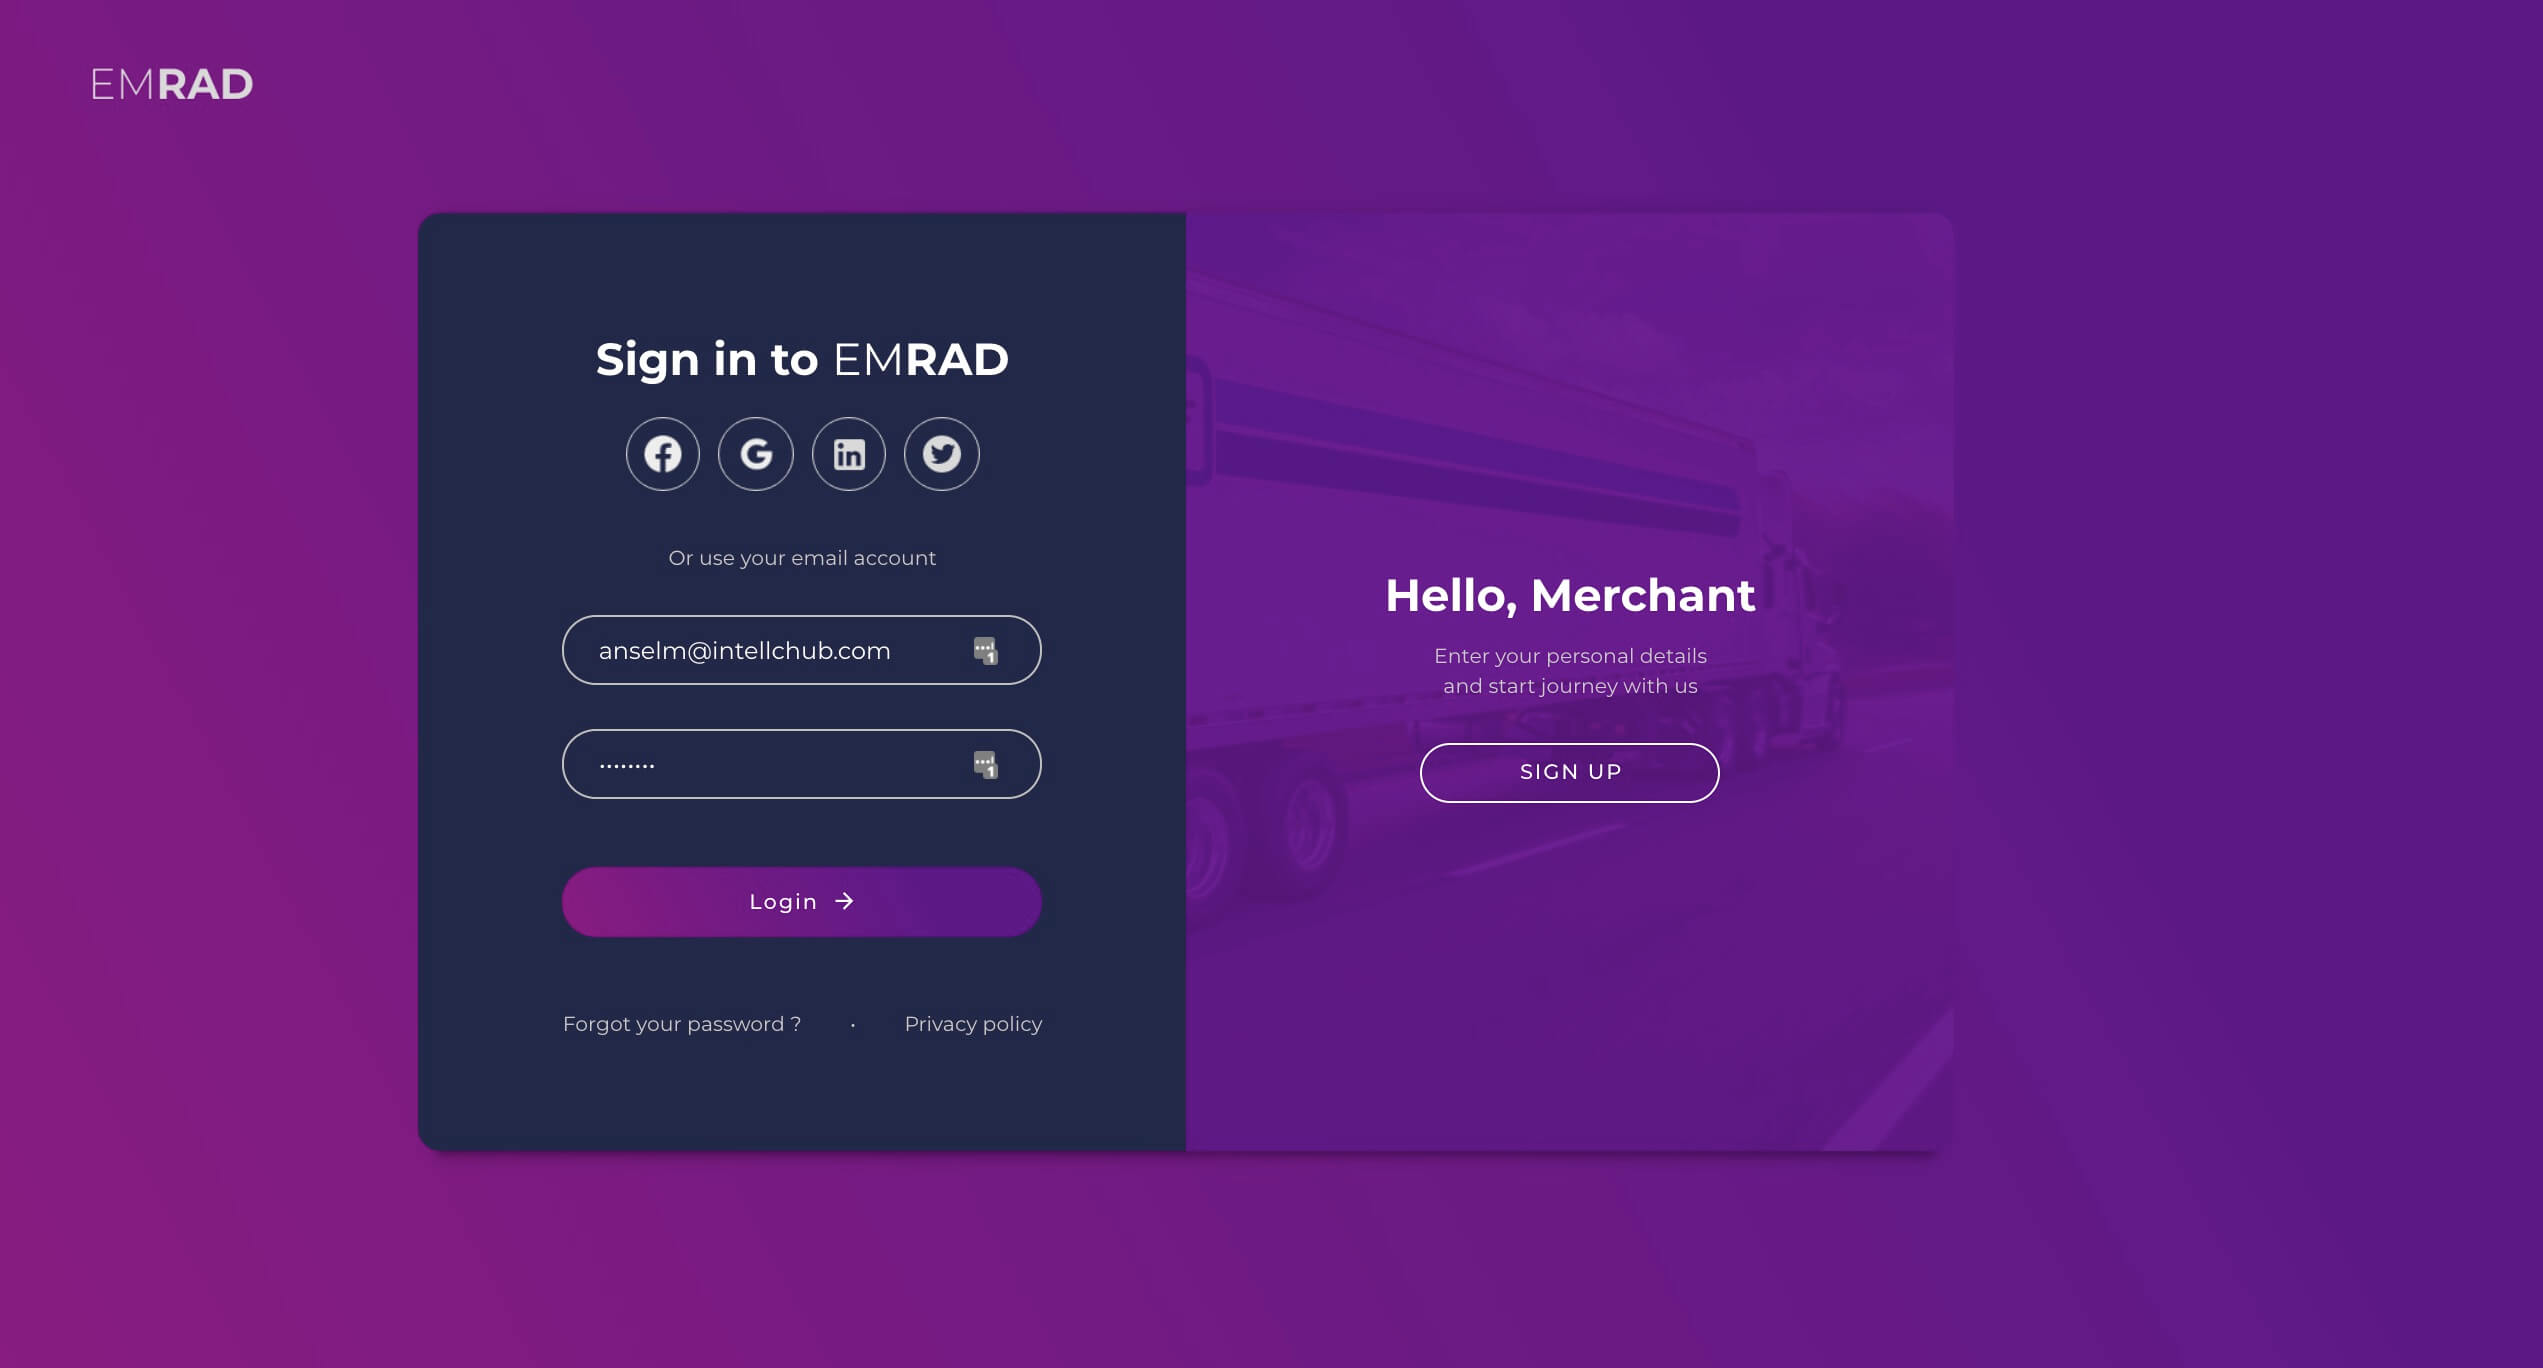 EMRAD
Sign in to EMRAD
Or use your email account
anselm@intellchub.com
••••••••
Login →
Forgot your password ?
•
Privacy policy
Hello, Merchant
Enter your personal details
and start journey with us
SIGN UP